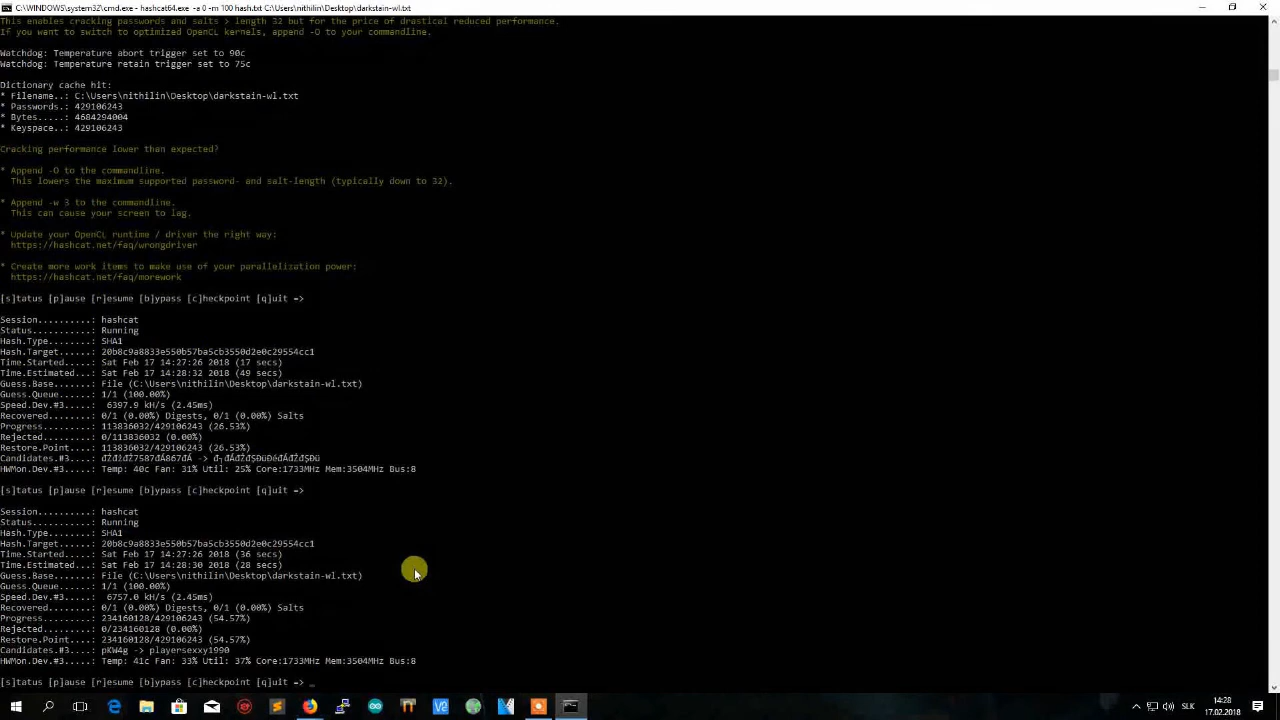 C:\WINDOWS\system32\cmd.exe - hashcat64.exe -a 0 -m 100 hash.txt C:\Users\nithilin\Desktop\darkstain-wl.txt
This enables cracking passwords and salts > length 32 but for the price of drastical reduced performance.
If you want to switch to optimized OpenCL kernels, append -O to your commandline.
Watchdog: Temperature abort trigger set to 90c
Watchdog: Temperature retain trigger set to 75c
Dictionary cache hit:
* Filename..: C:\Users\nithilin\Desktop\darkstain-wl.txt
* Passwords.: 429106243
* Bytes.....: 4684294004
* Keyspace..: 429106243
Cracking performance lower than expected?
* Append -O to the commandline.
This lowers the maximum supported password- and salt-length (typically down to 32).
* Append -w 3 to the commandline.
This can cause your screen to lag.
* Update your OpenCL runtime / driver the right way:
https://hashcat.net/faq/wrongdriver
* Create more work items to make use of your parallelization power:
https://hashcat.net/faq/morework
[s]tatus [p]ause [r]esume [b]ypass [c]heckpoint [q]uit =>
Session..........: hashcat
Status...........: Running
Hash.Type........: SHA1
Hash.Target......: 20b8c9a8833e550b57ba5cb3550d2e0c29554cc1
Time.Started.....: Sat Feb 17 14:27:26 2018 (17 secs)
Time.Estimated...: Sat Feb 17 14:28:32 2018 (49 secs)
Guess.Base.......: File (C:\Users\nithilin\Desktop\darkstain-wl.txt)
Guess.Queue......: 1/1 (100.00%)
Speed.Dev.#3.....: 6397.9 kH/s (2.45ms)
Recovered........: 0/1 (0.00%) Digests, 0/1 (0.00%) Salts
Progress.........: 113836032/429106243 (26.53%)
Rejected.........: 0/113836032 (0.00%)
Restore.Point....: 113836032/429106243 (26.53%)
Candidates.#3....: ->
HWMon.Dev.#3.....: Temp: 40c Fan: 31% Util: 25% Core:1733MHz Mem:3504MHz Bus:8
[s]tatus [p]ause [r]esume [b]ypass [c]heckpoint [q]uit =>
Session..........: hashcat
Status...........: Running
Hash.Type........: SHA1
Hash.Target......: 20b8c9a8833e550b57ba5cb3550d2e0c29554cc1
Time.Started.....: Sat Feb 17 14:27:26 2018 (36 secs)
Time.Estimated...: Sat Feb 17 14:28:30 2018 (28 secs)
Guess.Base.......: File (C:\Users\nithilin\Desktop\darkstain-wl.txt)
Guess.Queue......: 1/1 (100.00%)
Speed.Dev.#3.....: 6757.0 kH/s (2.45ms)
Recovered........: 0/1 (0.00%) Digests, 0/1 (0.00%) Salts
Progress.........: 234160128/429106243 (54.57%)
Rejected.........: 0/234160128 (0.00%)
Restore.Point....: 234160128/429106243 (54.57%)
Candidates.#3....: pKW4g -> playersexxy1990
HWMon.Dev.#3.....: Temp: 41c Fan: 33% Util: 37% Core:1733MHz Mem:3504MHz Bus:8
[s]tatus [p]ause [r]esume [b]ypass [c]heckpoint [q]uit => _
SLK
14:28
17.02.2018